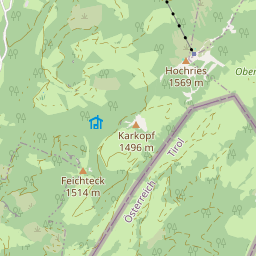 Hochries
1569 m
Ober
Karkopf
1496 m
Tirol
Österreich
Feichteck
1514 m